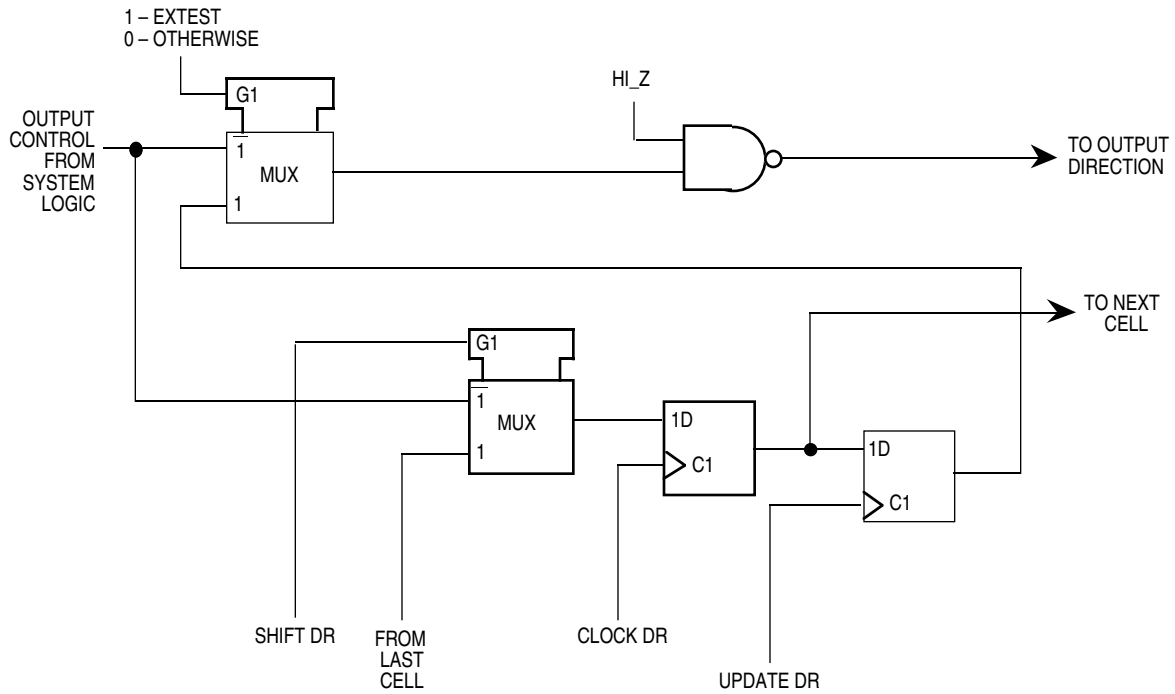 1 – EXTEST
0 – OTHERWISE
G1
OUTPUT
CONTROL
FROM
SYSTEM
LOGIC
1
MUX
1
HI_Z
TO OUTPUT
DIRECTION
TO NEXT
CELL
G1
1
MUX
1
1D
C1
1D
C1
SHIFT DR
FROM
LAST
CELL
CLOCK DR
UPDATE DR